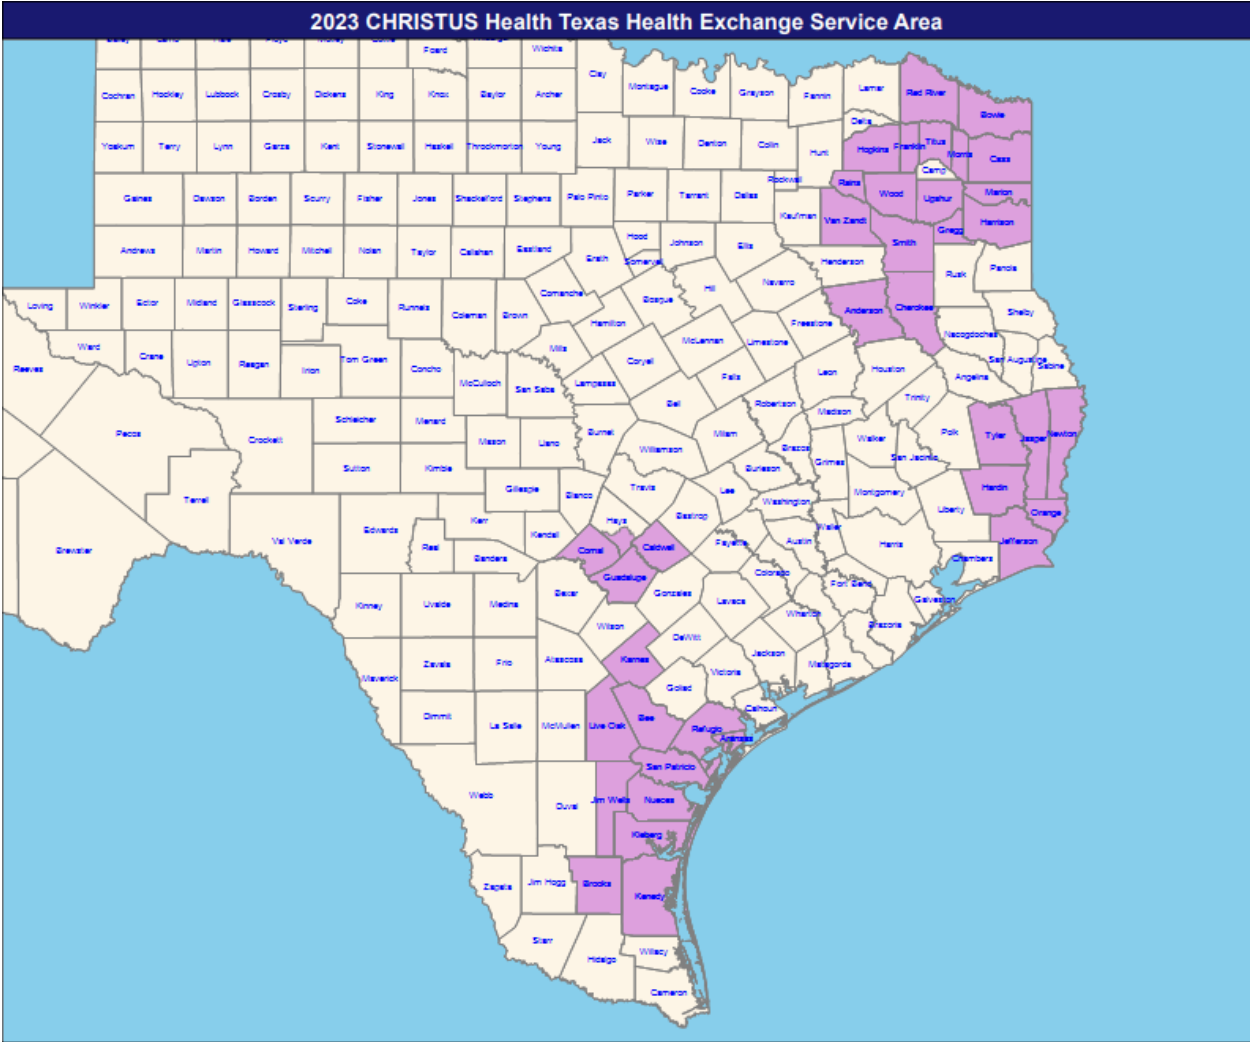 2023 CHRISTUS Health Texas Health Exchange Service Area
Foard Wichita
Clay Montague Cooke Grayson Fannin Lamar Red River Bowie
Cochran Hockley Lubbock Crosby Dickens King Knox Baylor Archer
Delta
Yoakum Terry Lynn Garza Kent Stonewall Haskell Throckmorton Young Jack Wise Denton Colin Hunt Hopkins Franklin Titus Morris Cass
Rockwall Rains Camp
Gaines Dawson Borden Scurry Fisher Jones Shackelford Stephens Palo Pinto Parker Tarrant Dallas Wood Upshur Marion
Kaufman Van Zandt Gregg Harrison
Andrews Martin Howard Mitchell Nolan Taylor Callahan Eastland Erath Hood Somervel Johnson Ellis Henderson Smith
Rusk Panola
Loving Winkler Ector Midland Glasscock Sterling Coke Runnels Coleman Brown Comanche Bosque Hill Navarro Anderson Cherokee Shelby
Hamilton Freestone
Ward Crane Upton Reagan Irion Tom Green Concho Mills McLennan Limestone Nacogdoches
Reeves McCulloch San Saba Lampasas Coryell Falls Leon Houston Angelina San Augustine Sabine
Bell Robertson Madison Trinity
Pecos Crockett Schleicher Menard Mason Llano Burnet Williamson Milam Brazos Walker Polk Tyler Jasper Newton
Sutton Kimble Burleson Grimes San Jacinto
Terrel Gillespie Blanco Travis Lee Washington Montgomery Liberty Hardin
Brewster Val Verde Edwards Real Kerr Kendal Hays Bastrop Austin Waller Harris Orange Jefferson
Bandera Comal Caldwell Fayette Chambers
Guadalupe Colorado Fort Bend
Kinney Uvalde Medina Bexar Gonzales Lavaca Wharton Galveston
Wilson Brazoria
Maverick Zavala Frio Atascosa Karnes DeWitt Jackson Matagorda
Goliad Victoria
Dimmit La Salle McMullen Live Oak Bee Refugio Calhoun
Aransas
San Patricio
Webb Duval Jim Wells Nueces
Kleberg
Zapata Jim Hogg Brooks Kenedy
Starr Hidalgo Willacy
Cameron